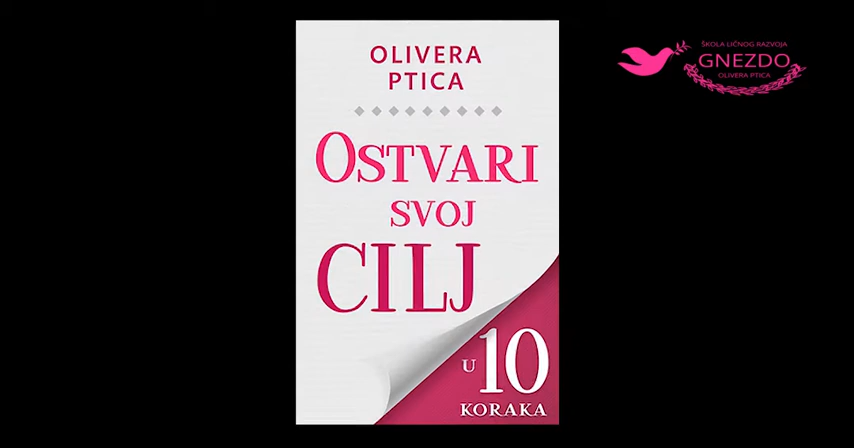 OLIVERA
PTICA
OSTVARI
SVOJ
CILJ
U 10
KORAKA
ŠKOLA LIČNOG RAZVOJA
GNEZDO
OLIVERA PTICA